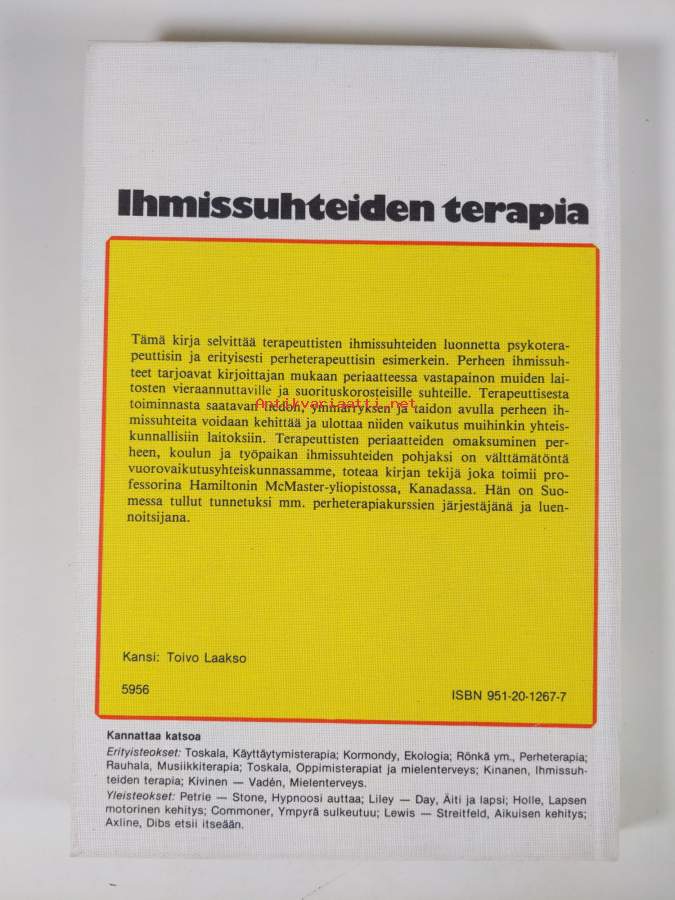 Ihmissuhteiden terapia
Tämä kirja selvittää terapeuttisten ihmissuhteiden luonnetta psykotera-
peuttisin ja erityisesti perheterapeuttisin esimerkein. Perheen ihmissuh-
teet tarjoavat kirjoittajan mukaan periaatteessa vastapainon muiden lai-
tosten vieraannuttaville ja suorituskorosteisille suhteille. Terapeuttisesta
toiminnasta saatavan tiedon, ymmärryksen ja taidon avulla perheen ih-
missuhteita voidaan kehittää ja ulottaa niiden vaikutus muihinkin yhteis-
kunnallisiin laitoksiin. Terapeuttisten periaatteiden omaksuminen per-
heen, koulun ja työpaikan ihmissuhteiden pohjaksi on välttämätöntä
vuorovaikutusyhteiskunnassamme, toteaa kirjan tekijä joka toimii pro-
fessorina Hamiltonin McMaster-yliopistossa, Kanadassa. Hän on Suo-
messa tullut tunnetuksi mm. perheterapiakurssien järjestäjänä ja luen-
noitsijana.
Antikvariaatti.net
Kansi: Toivo Laakso
5956
ISBN 951-20-1267-7
Kannattaa katsoa
Erityisteokset: Toskala, Käyttäytymisterapia; Kormondy, Ekologia; Rönkä ym., Perheterapia;
Rauhala, Musiikkiterapia; Toskala, Oppimisterapiat ja mielenterveys; Kinanen, Ihmissuh-
teiden terapia; Kivinen — Vadén, Mielenterveys.
Yleisteokset: Petrie — Stone, Hypnoosi auttaa; Liley — Day, Äiti ja lapsi; Holle, Lapsen
motorinen kehitys; Commoner, Ympyrä sulkeutuu; Lewis — Streitfeld, Aikuisen kehitys;
Axline, Dibs etsii itseään.